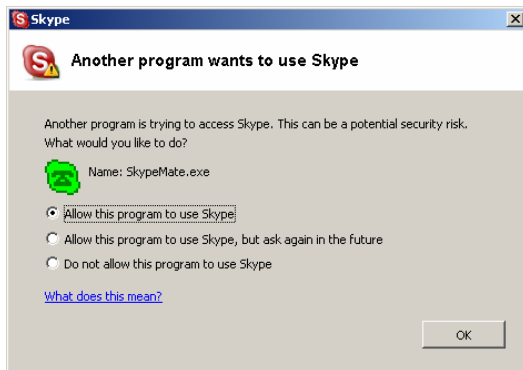 Skype
Another program wants to use Skype
Another program is trying to access Skype. This can be a potential security risk.
What would you like to do?
Name: SkypeMate.exe
Allow this program to use Skype
Allow this program to use Skype, but ask again in the future
Do not allow this program to use Skype
What does this mean?
OK